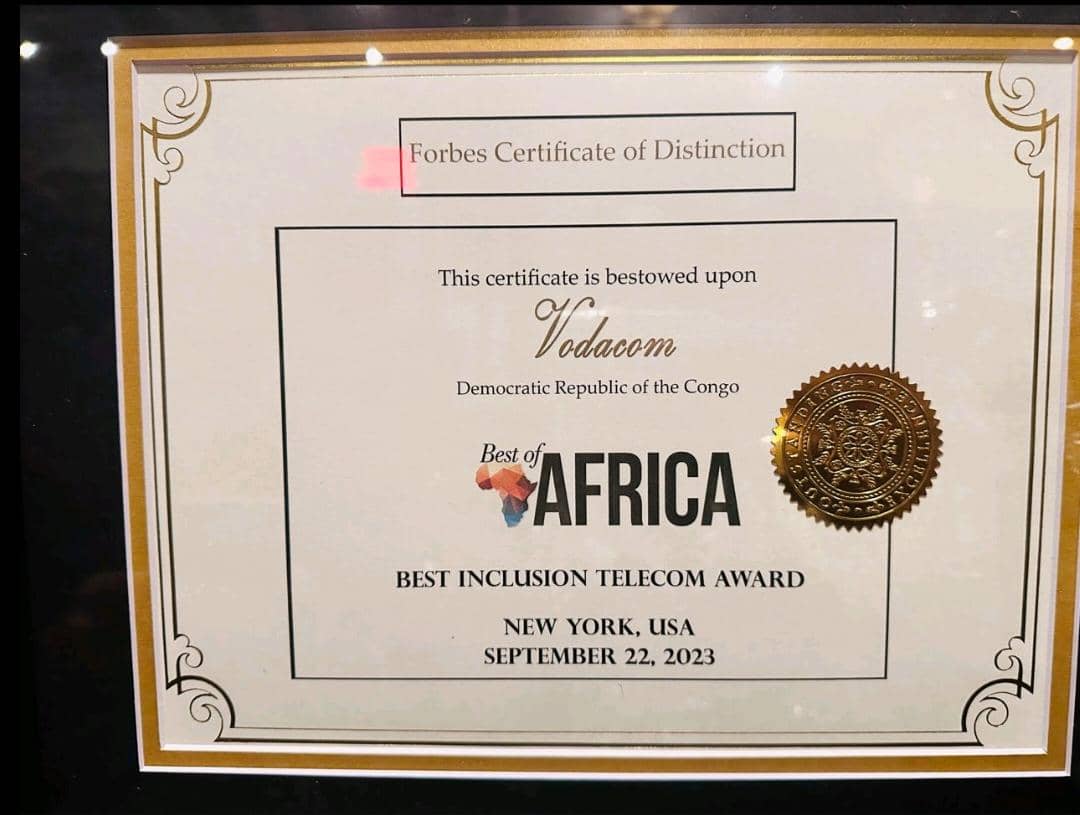 Forbes Certificate of Distinction
This certificate is bestowed upon
Vodacom
Democratic Republic of the Congo
Best of
AFRICA
BEST INCLUSION TELECOM AWARD
NEW YORK, USA
SEPTEMBER 22, 2023
OUTSTANDING